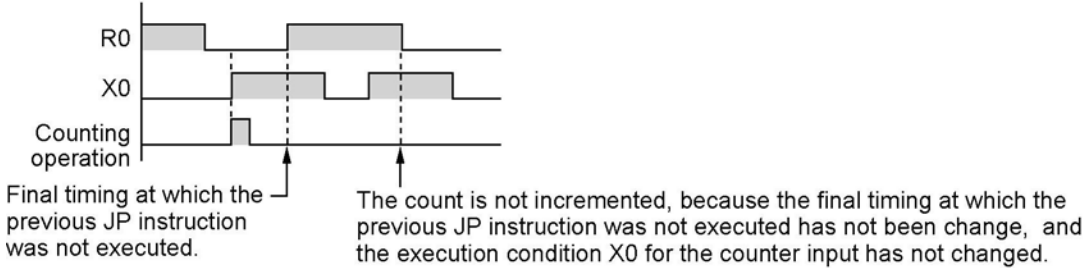 R0
X0
Counting
operation
Final timing at which the
previous JP instruction
was not executed.
The count is not incremented, because the final timing at which the
previous JP instruction was not executed has not been change, and
the execution condition X0 for the counter input has not changed.